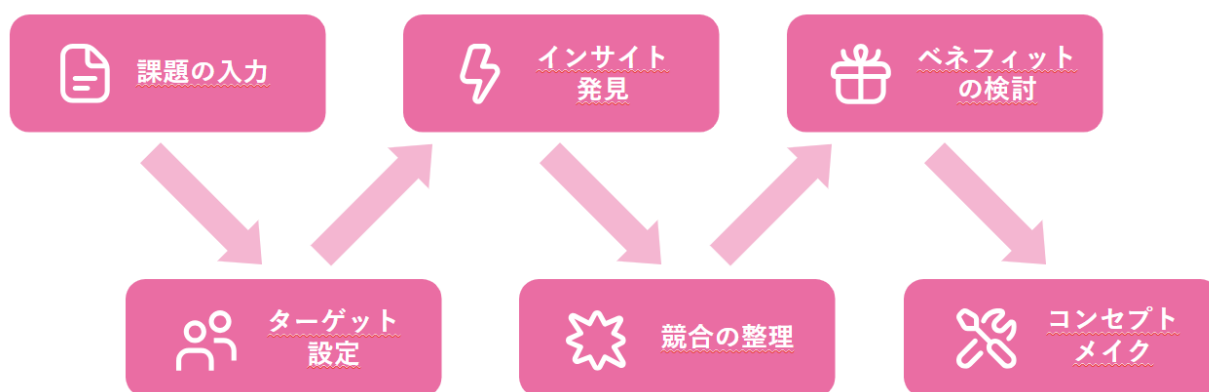 課題の入力
インサイト
発見
ベネフィット
の検討
ターゲット
設定
競合の整理
コンセプト
メイク